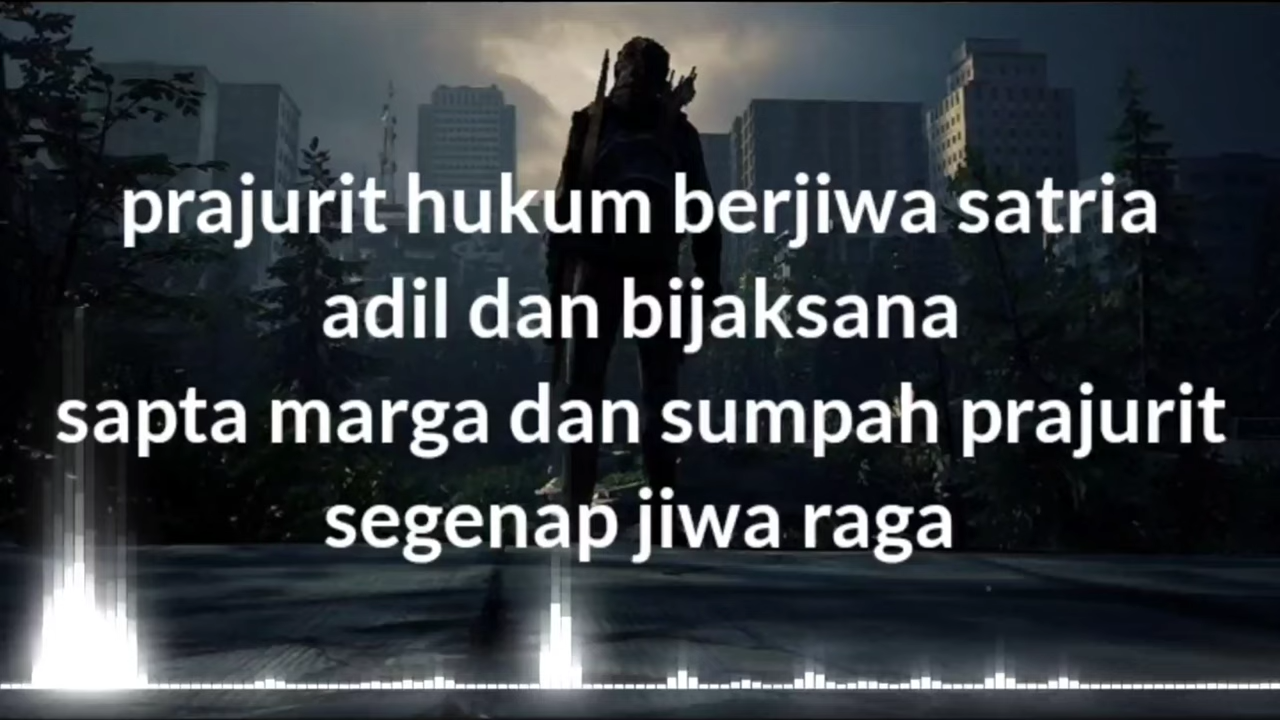 prajurit hukum berjiwa satria
adil dan bijaksana
sapta marga dan sumpah prajurit
segenap jiwa raga